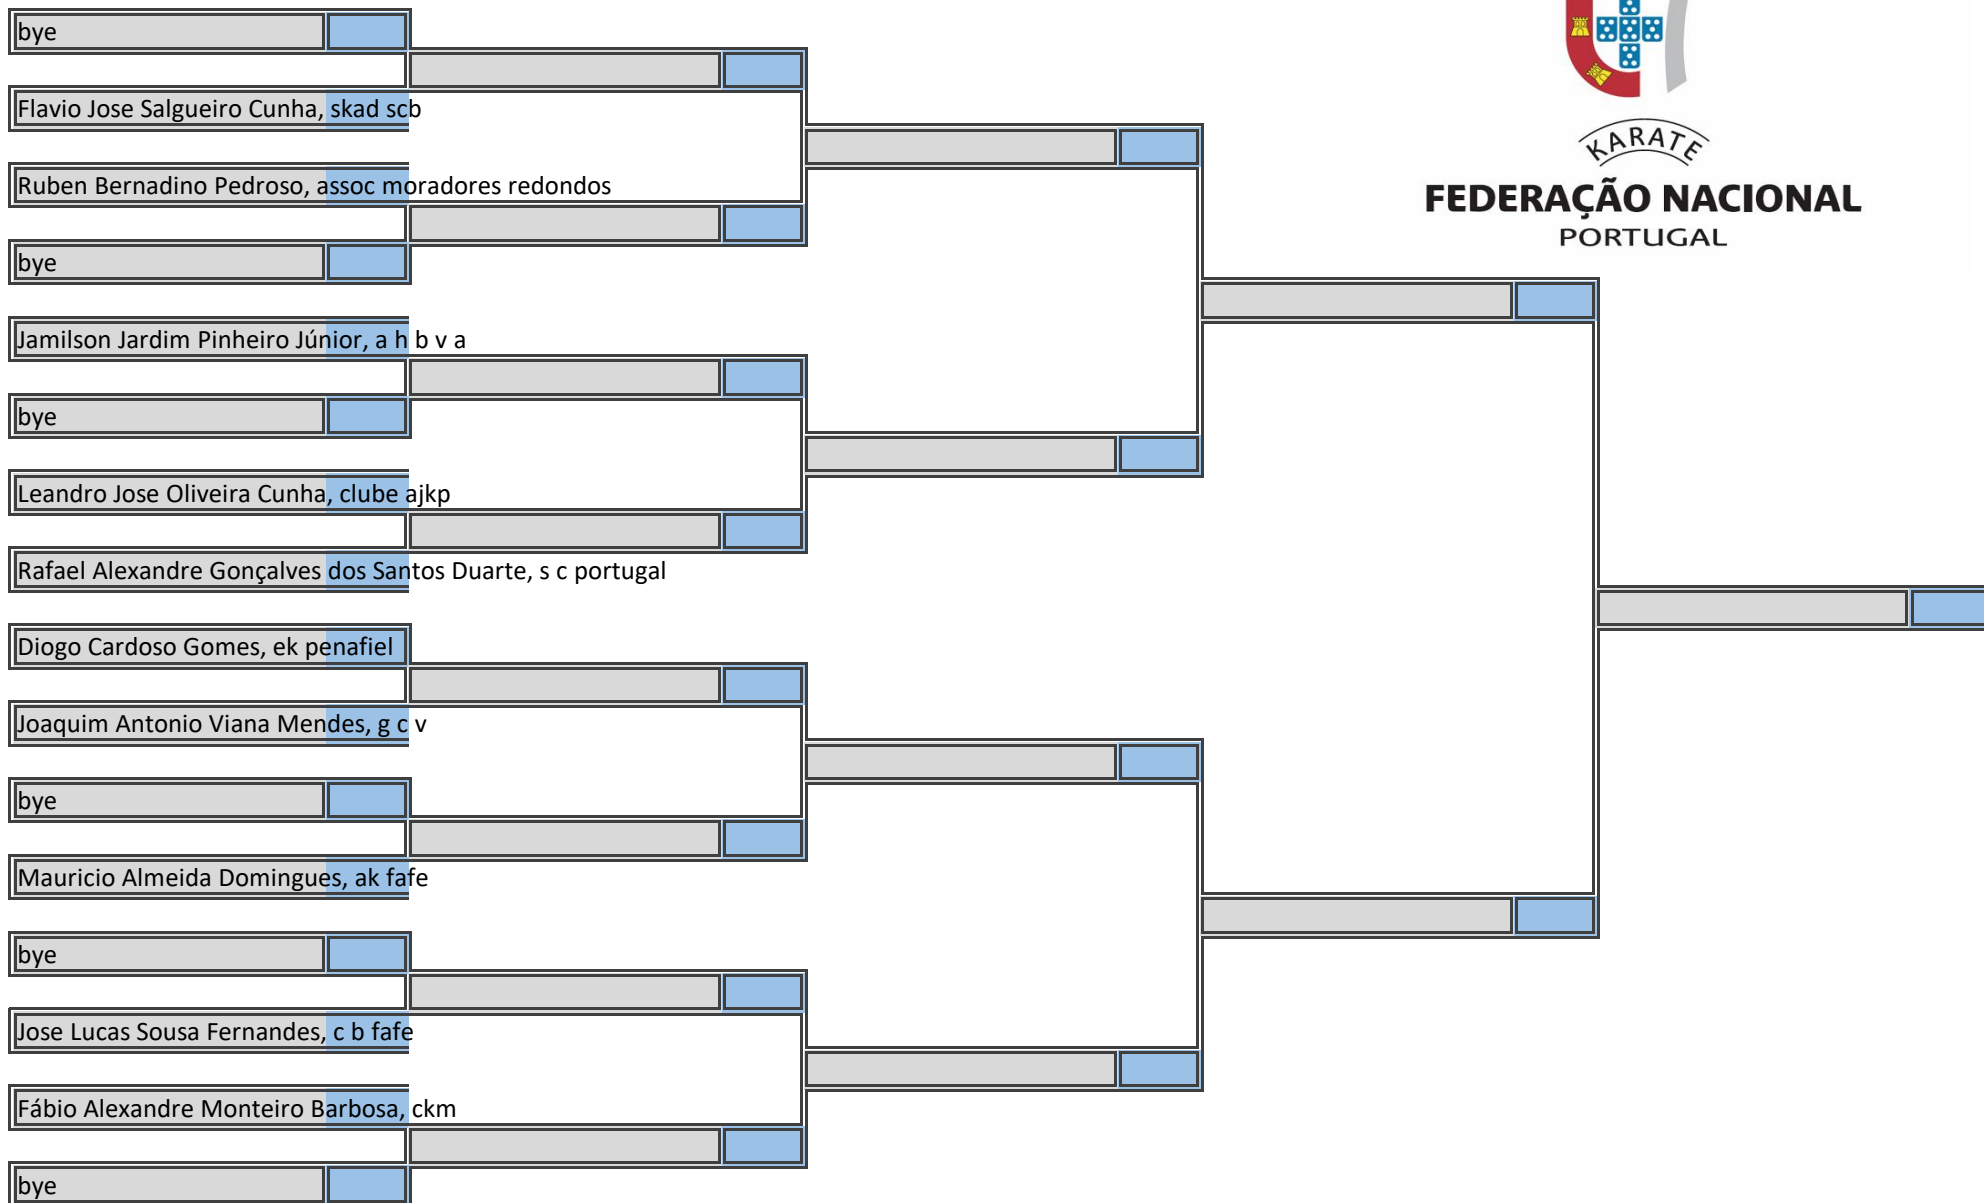 bye
Flavio Jose Salgueiro Cunha, skad scb
Ruben Bernadino Pedroso, assoc moradores redondos
bye
Jamilson Jardim Pinheiro Júnior, a h b v a
bye
Leandro Jose Oliveira Cunha, clube ajkp
Rafael Alexandre Gonçalves dos Santos Duarte, s c portugal
Diogo Cardoso Gomes, ek penafiel
Joaquim Antonio Viana Mendes, g c v
bye
Mauricio Almeida Domingues, ak fafe
bye
Jose Lucas Sousa Fernandes, c b fafe
Fábio Alexandre Monteiro Barbosa, ckm
bye
KARATE
FEDERAÇÃO NACIONAL
PORTUGAL